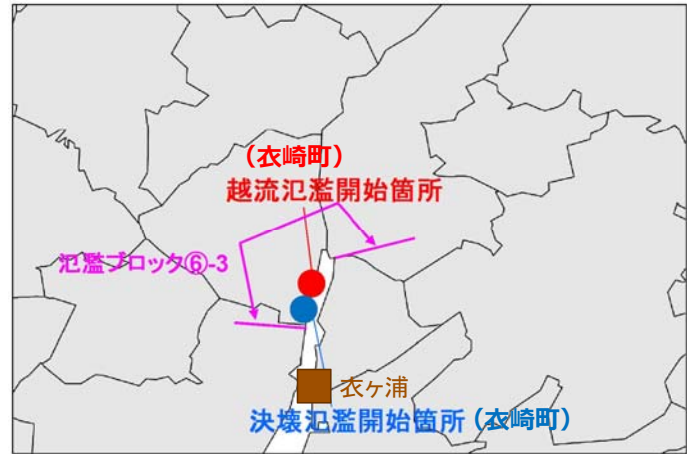 （衣崎町）
越流氾濫開始箇所
氾濫ブロック⑥-3
衣ヶ浦
決壊氾濫開始箇所（衣崎町）